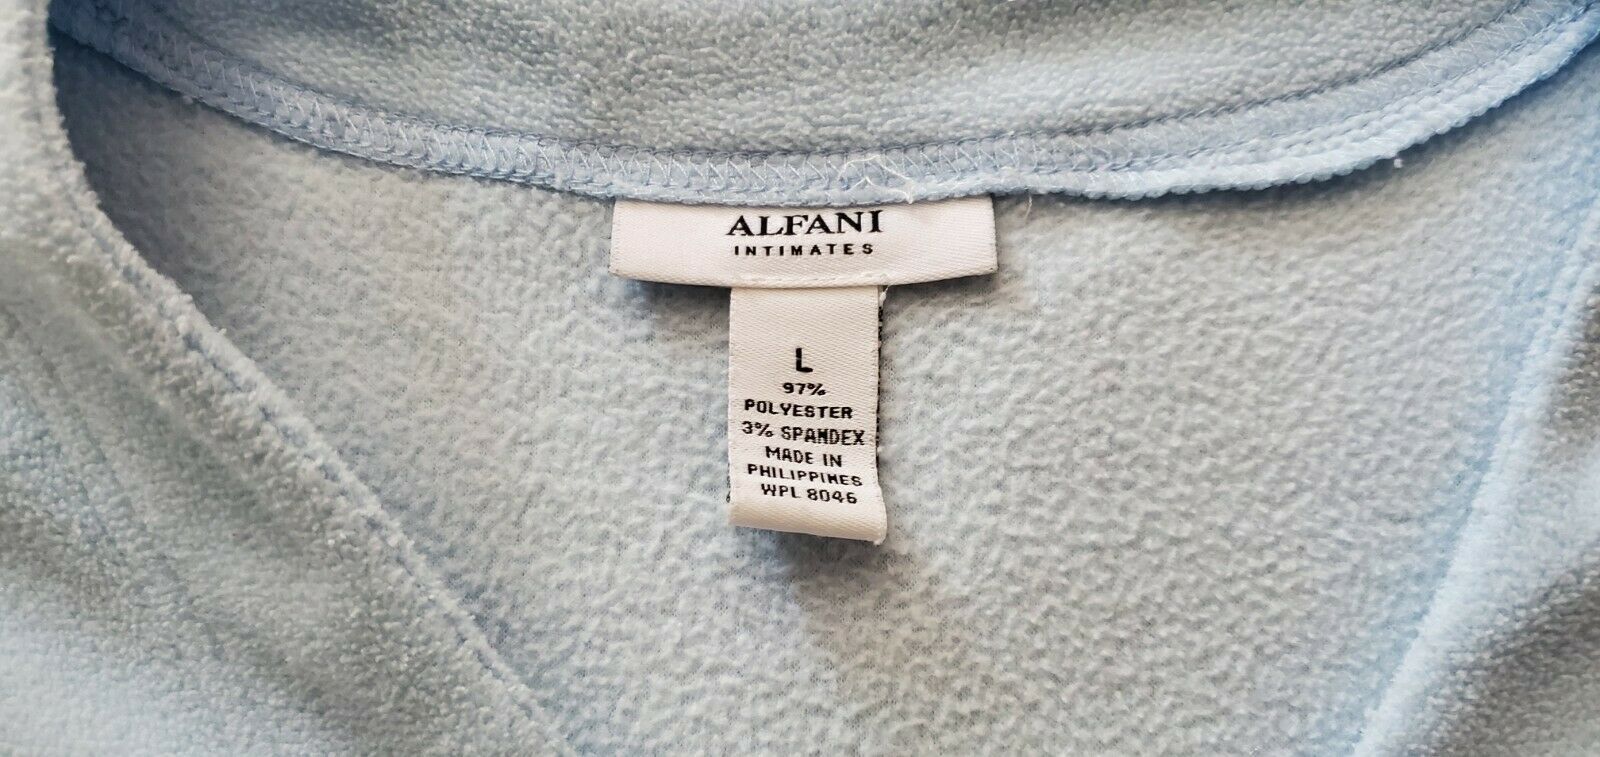 ALFANI
INTIMATES
L
97%
POLYESTER
3% SPANDEX
MADE IN
PHILIPPINES
WPL 8046